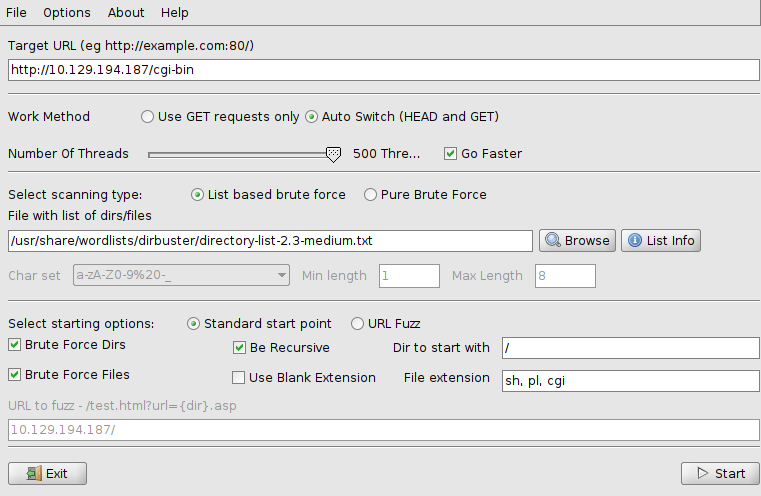 File Options About Help
Target URL (eg http://example.com:80/)
http://10.129.194.187/cgi-bin
Work Method Use GET requests only Auto Switch (HEAD and GET)
Number Of Threads 500 Thre... Go Faster
Select scanning type: List based brute force Pure Brute Force
File with list of dirs/files
/usr/share/wordlists/dirbuster/directory-list-2.3-medium.txt Browse List Info
Char set a-zA-Z0-9%20-_ Min length 1 Max Length 8
Select starting options: Standard start point URL Fuzz
Brute Force Dirs Be Recursive Dir to start with /
Brute Force Files Use Blank Extension File extension sh, pl, cgi
URL to fuzz - /test.html?url={dir}.asp
10.129.194.187/
Exit Start